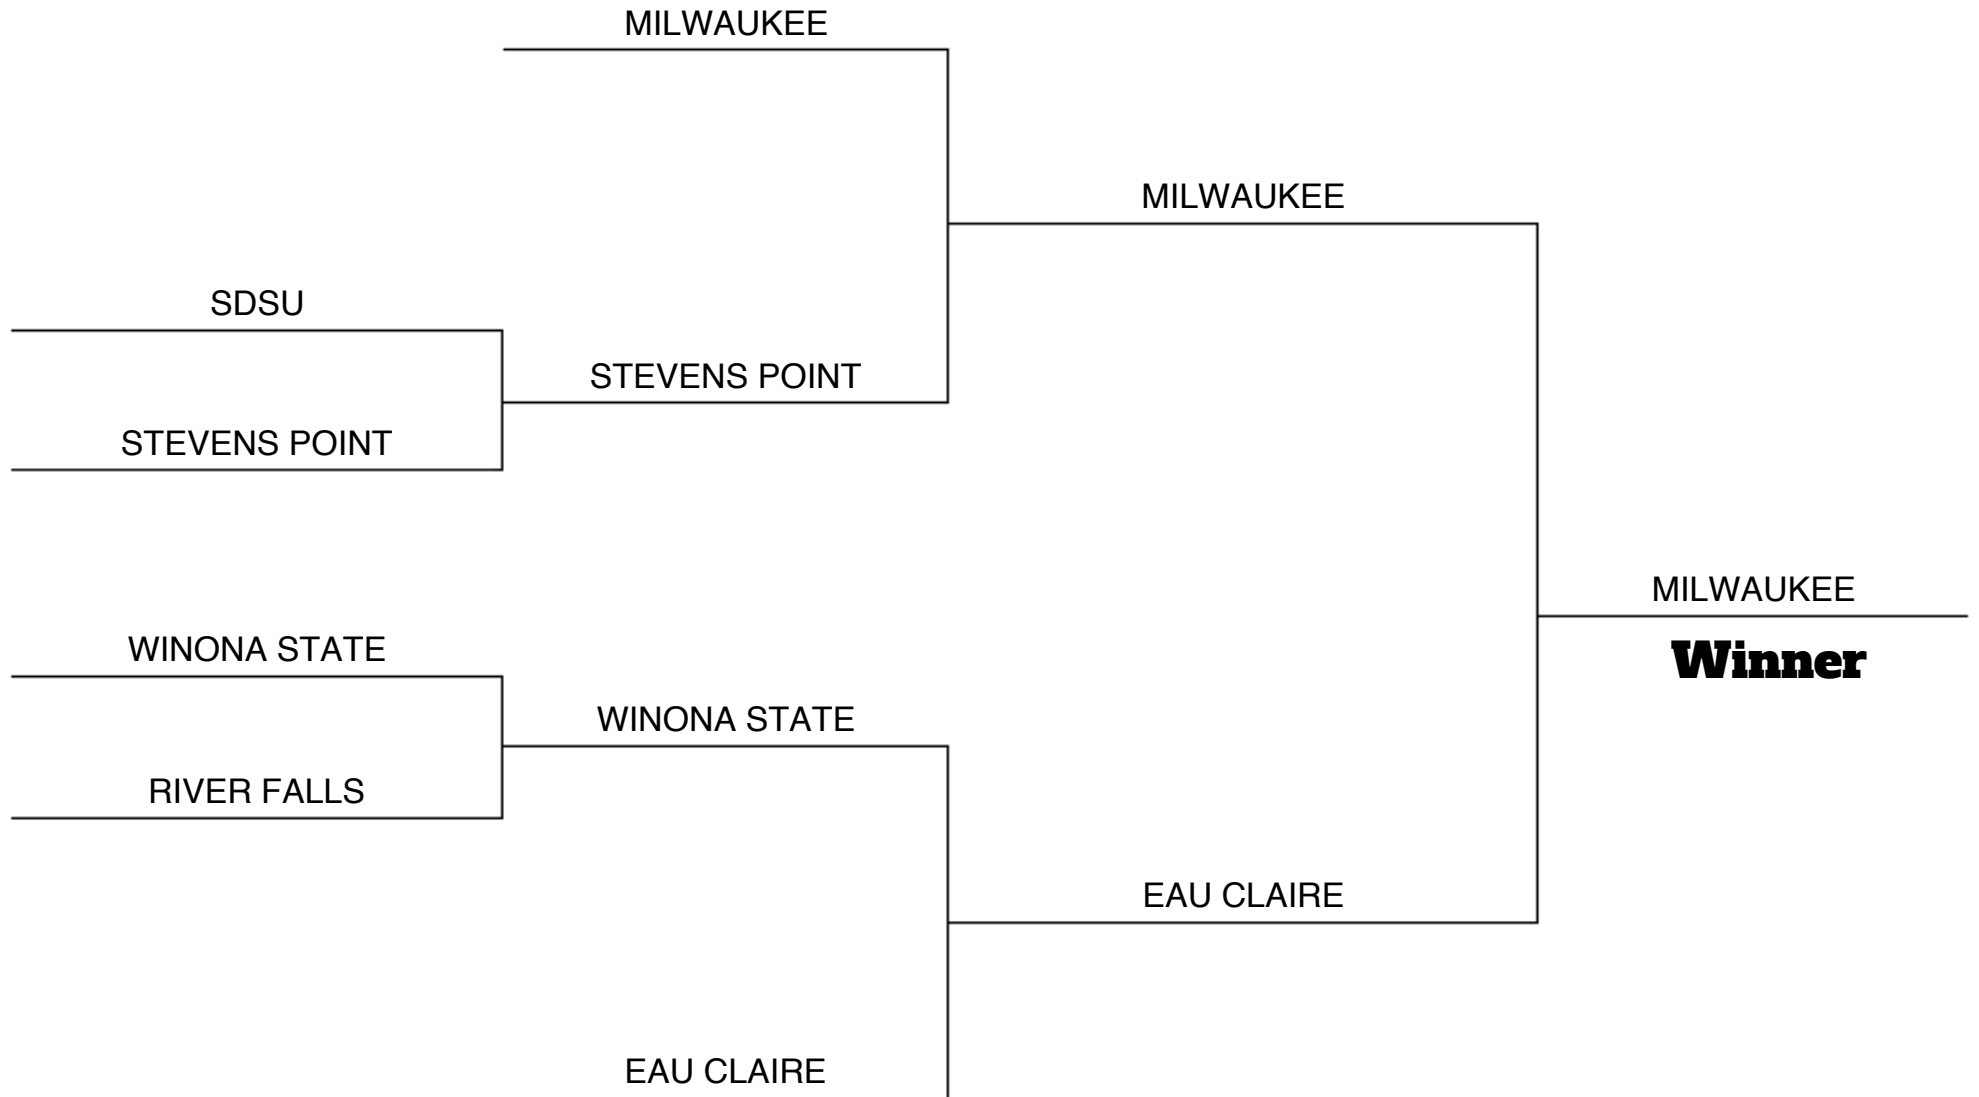 MILWAUKEE
MILWAUKEE
SDSU
STEVENS POINT
STEVENS POINT
MILWAUKEE
WINONA STATE
Winner
WINONA STATE
RIVER FALLS
EAU CLAIRE
EAU CLAIRE